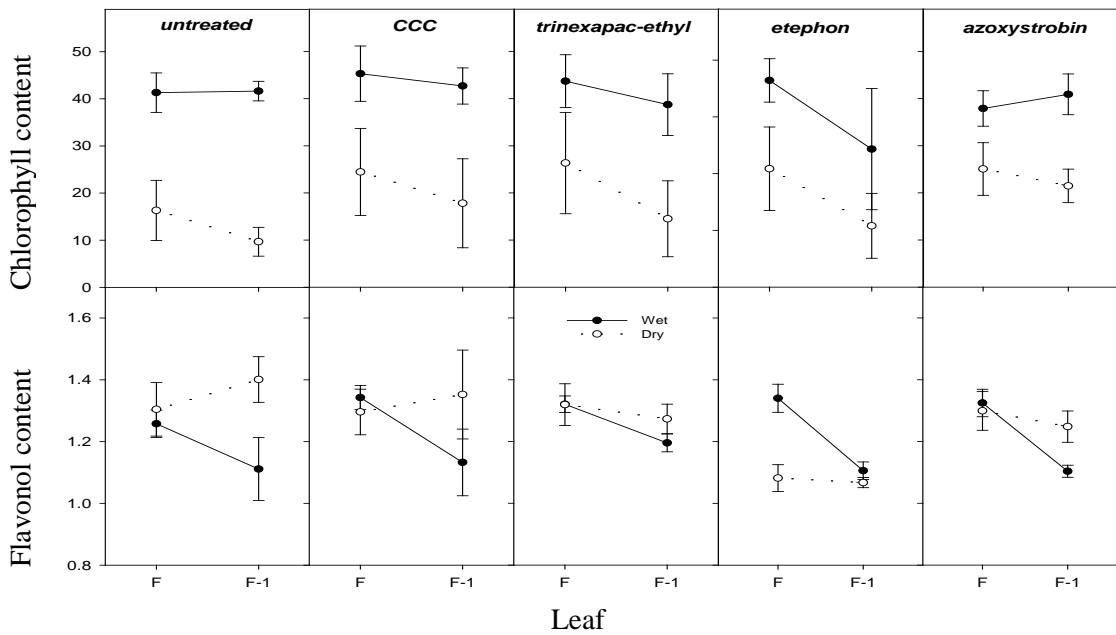 untreated CCC trinexapac-ethyl etephon azoxystrobin
Chlorophyll content
50
40
30
20
10
0
Flavonol content
1.6
1.4
1.2
1.0
0.8
Wet
Dry
F F-1 F F-1 F F-1 F F-1 F F-1
Leaf